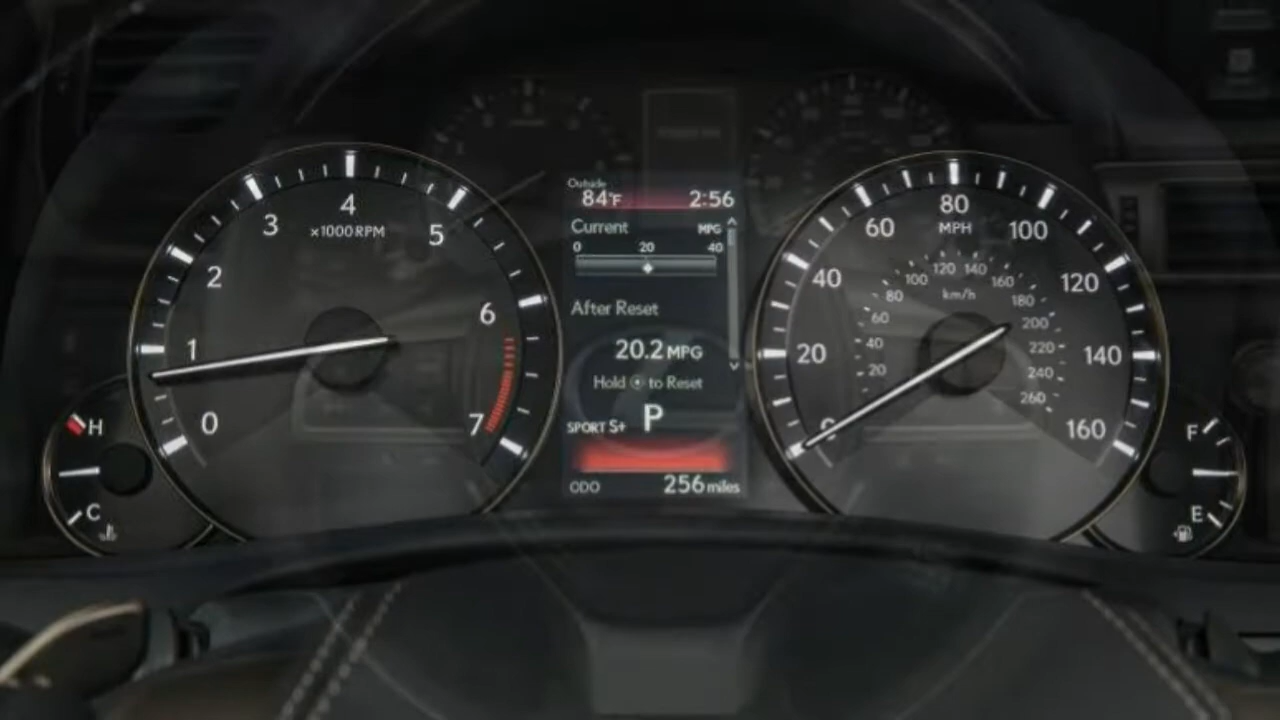 Outside
84°F 2:56
Current MPG
0 20 40
After Reset
20.2 MPG
Hold to Reset
P
SPORT S+
ODO 256 miles
0
1
2
3
4
5
6
7
×1000RPM
0
20
40
60
80
100
120
140
160
MPH
20
40
60
80
100
120
140
160
180
200
220
240
260
km/h
H
C
F
E